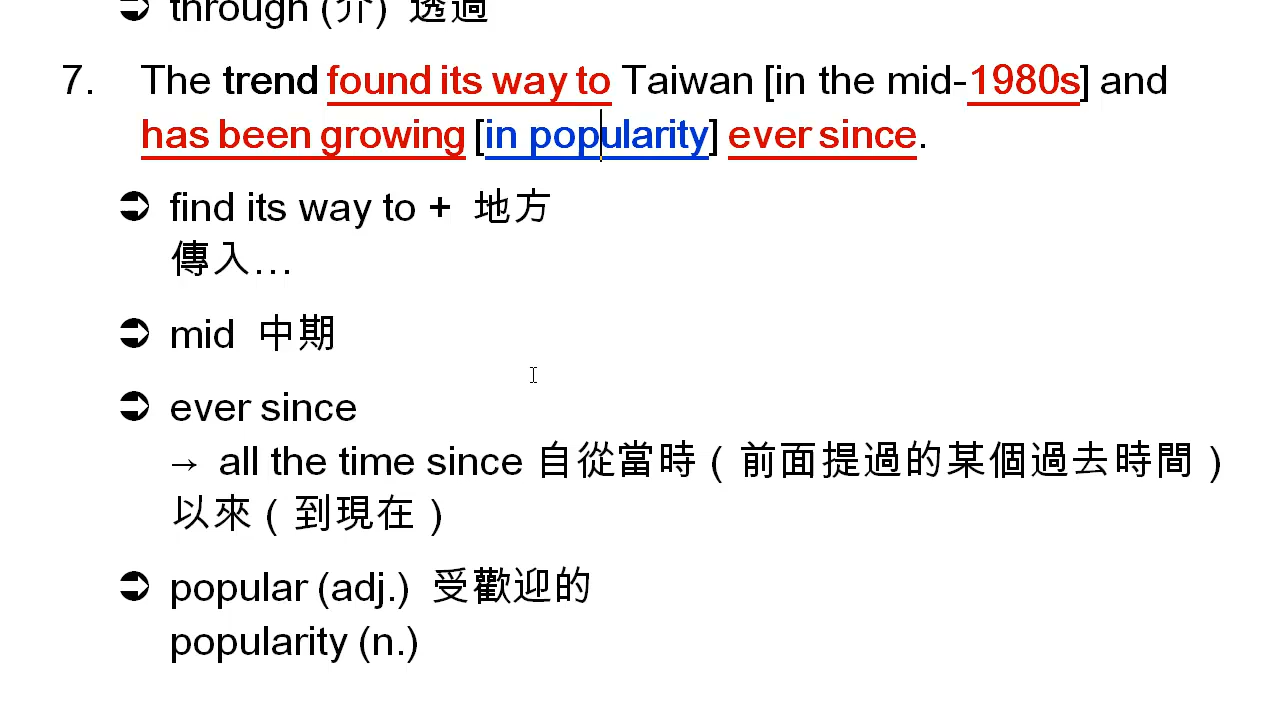 ➲ through (介) 透過
7. The trend found its way to Taiwan [in the mid-1980s] and
has been growing [in popularity] ever since.
➲ find its way to + 地方
傳入…
➲ mid 中期
➲ ever since
→ all the time since 自從當時（前面提過的某個過去時間）
以來（到現在）
➲ popular (adj.) 受歡迎的
popularity (n.)